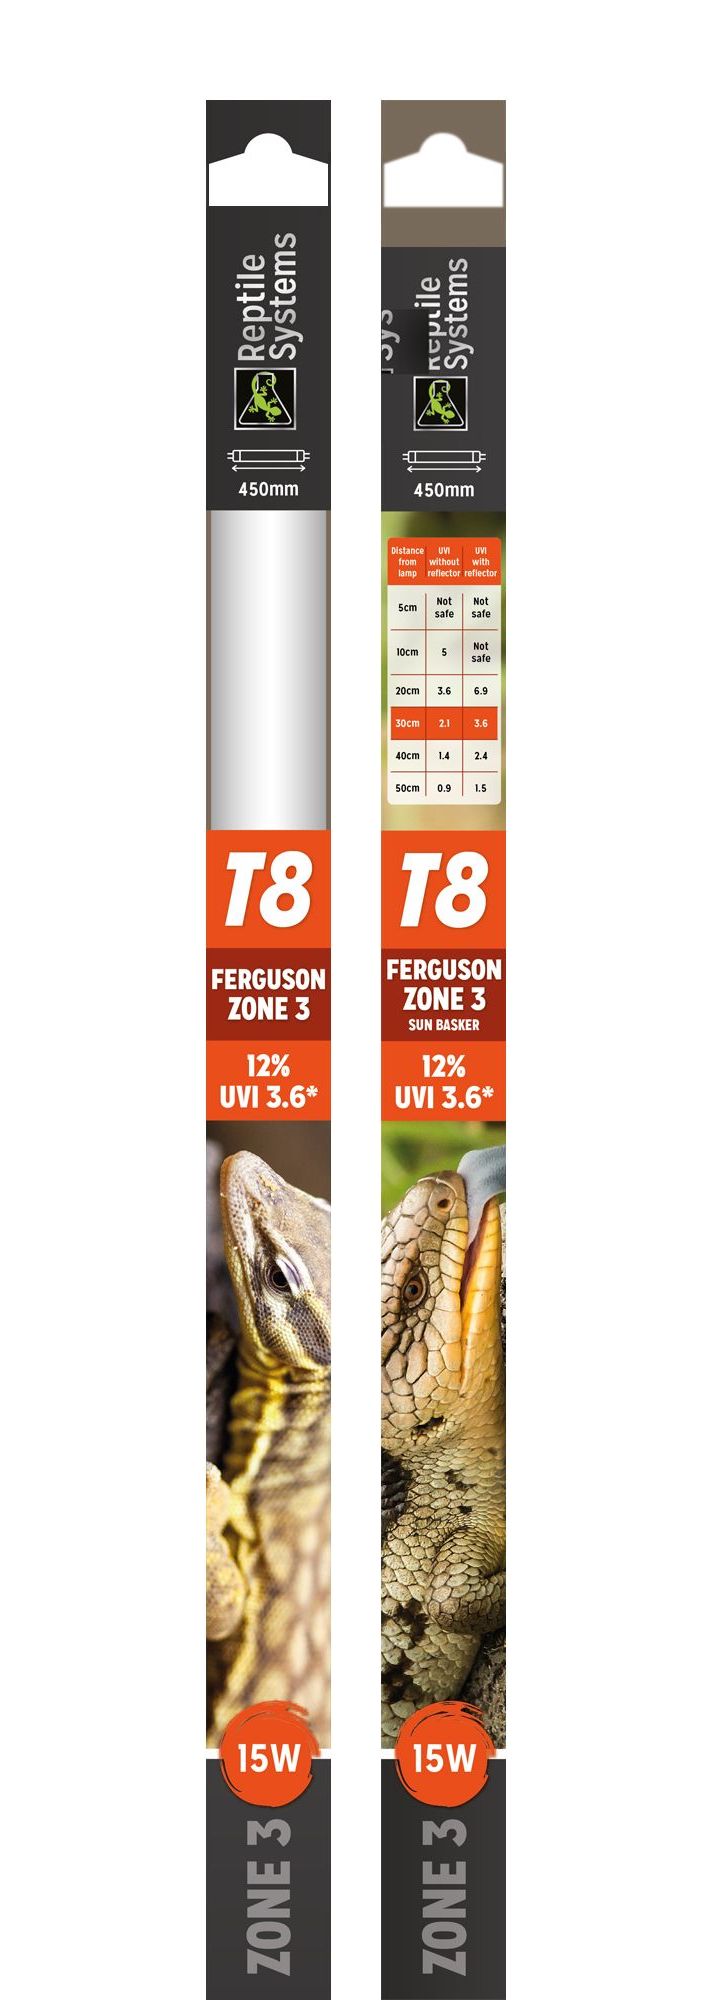 Reptile
Systems
450mm
T8
FERGUSON
ZONE 3
12%
UVI 3.6*
15W
ZONE 3
Reptile
Systems
450mm
Distance from lamp UVI without reflector UVI with reflector
5cm Not safe Not safe
10cm 5 Not safe
20cm 3.6 6.9
30cm 2.1 3.6
40cm 1.4 2.4
50cm 0.9 1.5
T8
FERGUSON
ZONE 3
SUN BASKER
12%
UVI 3.6*
15W
ZONE 3